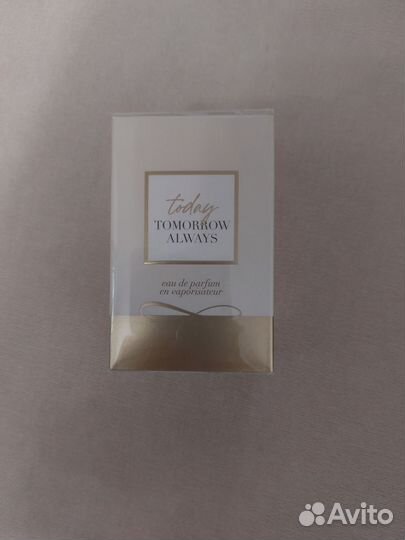 today
TOMORROW
ALWAYS
eau de parfum
en vaporisateur
Avito